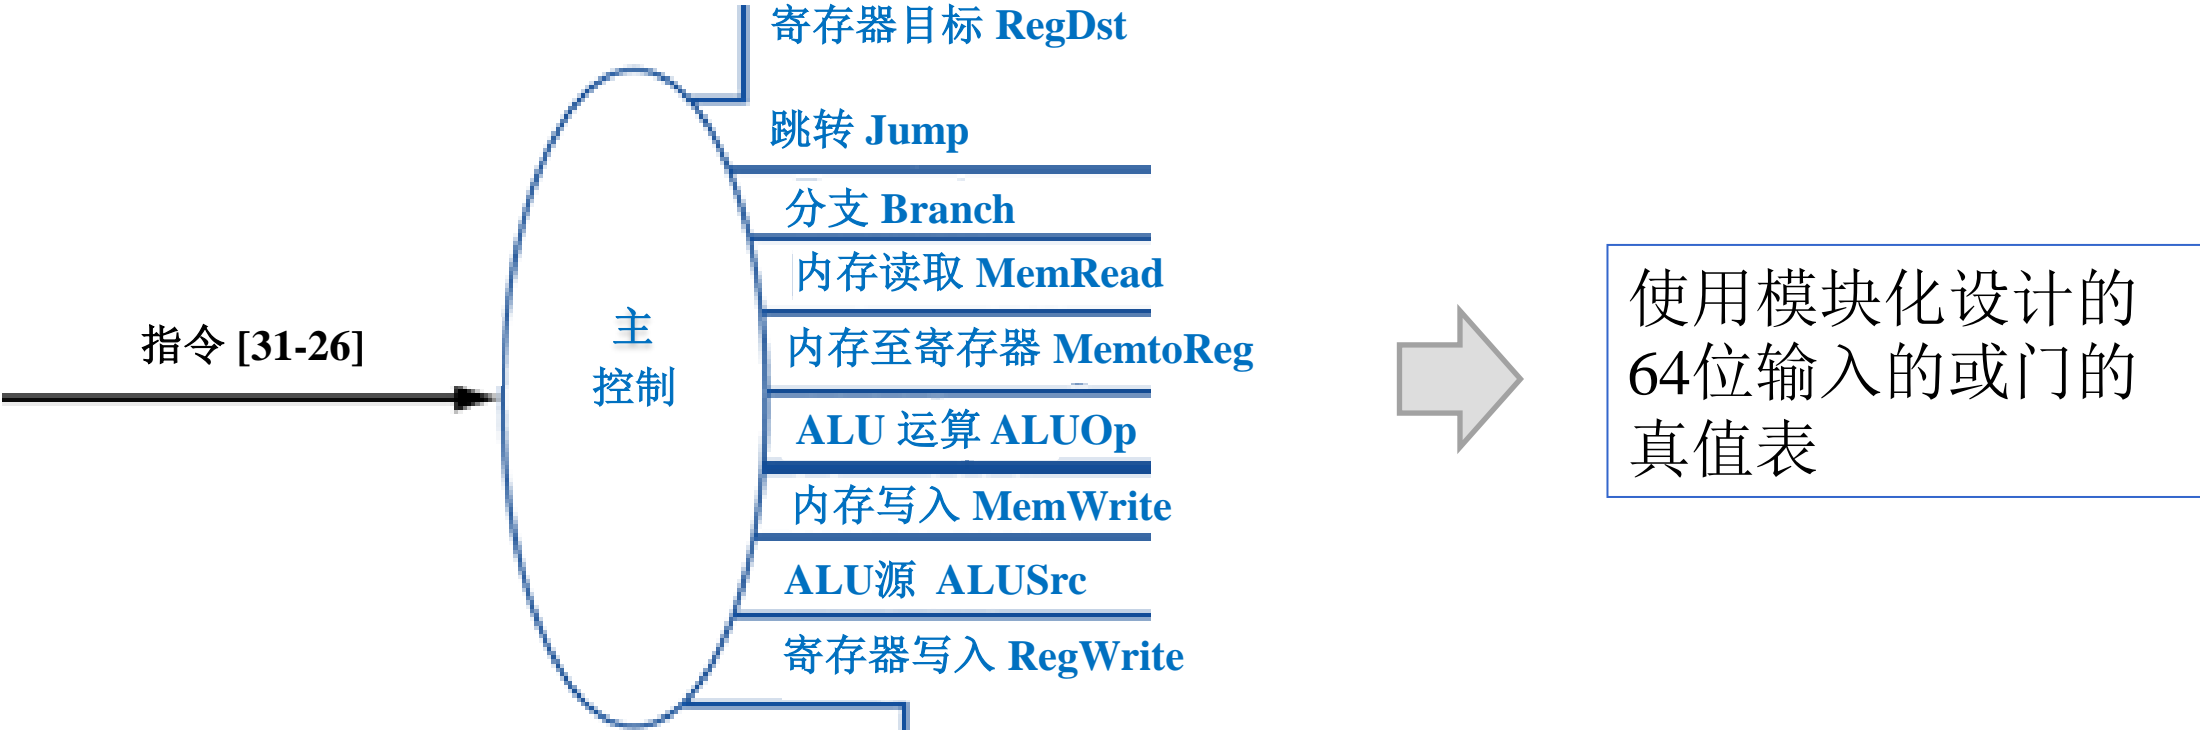 寄存器目标 RegDst
跳转 Jump
分支 Branch
内存读取 MemRead
指令 [31-26]
主
控制
内存至寄存器 MemtoReg
ALU 运算 ALUOp
内存写入 MemWrite
ALU源 ALUSrc
寄存器写入 RegWrite
使用模块化设计的
64位输入的或门的
真值表